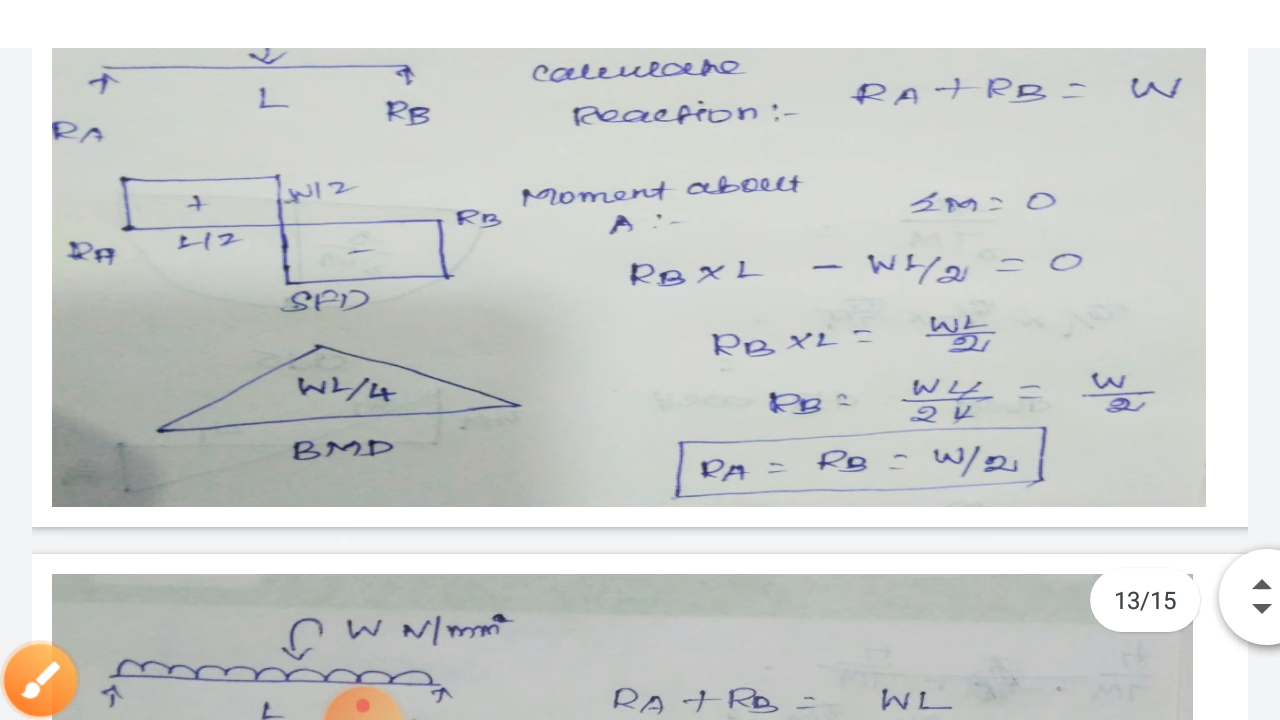 L
RA
RB
calculate
Reaction :-
RA + RB = W
+
W/2
L/2
RA
RB
-
SFD
Moment about
A :-
ΣM = 0
RB × L - WL/2 = 0
RB × L = WL/2
RB = WL/2L = W/2
WL/4
BMD
RA = RB = W/2
13/15
W N/mm²
L
RA + RB = WL